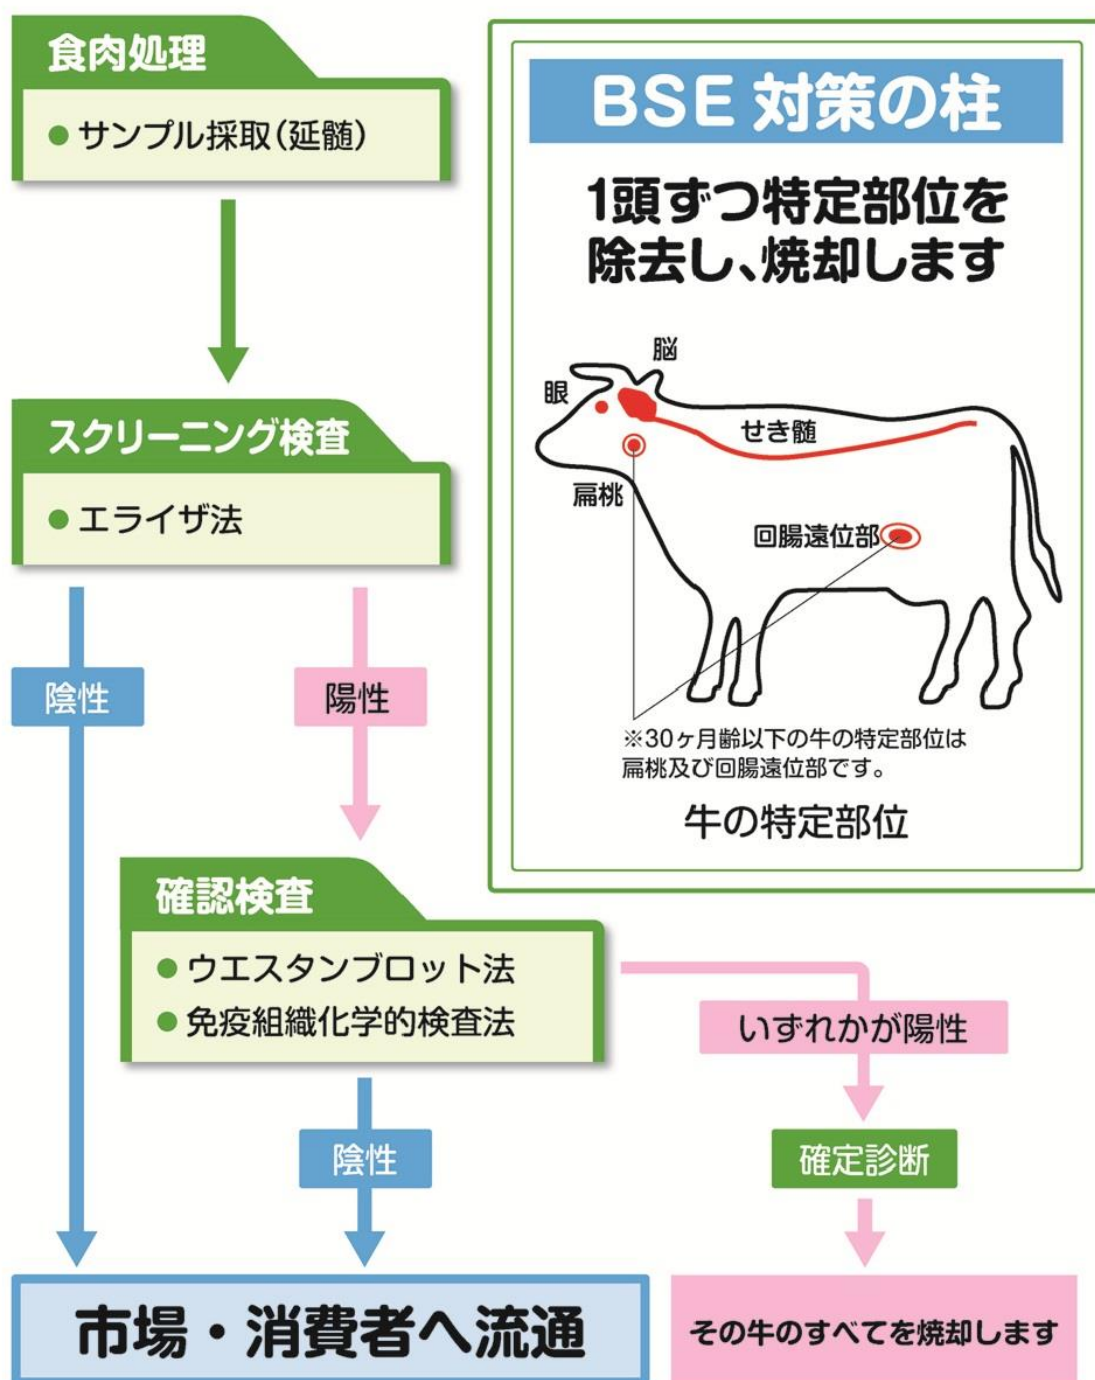 食肉処理
● サンプル採取(延髄)
スクリーニング検査
● エライザ法
陰性
陽性
確認検査
● ウエスタンブロット法
● 免疫組織化学的検査法
陰性
いずれかが陽性
確定診断
市場・消費者へ流通
その牛のすべてを焼却します
BSE 対策の柱
1頭ずつ特定部位を
除去し、焼却します
脳
眼
せき髄
扁桃
回腸遠位部
※30ヶ月齢以下の牛の特定部位は
扁桃及び回腸遠位部です。
牛の特定部位